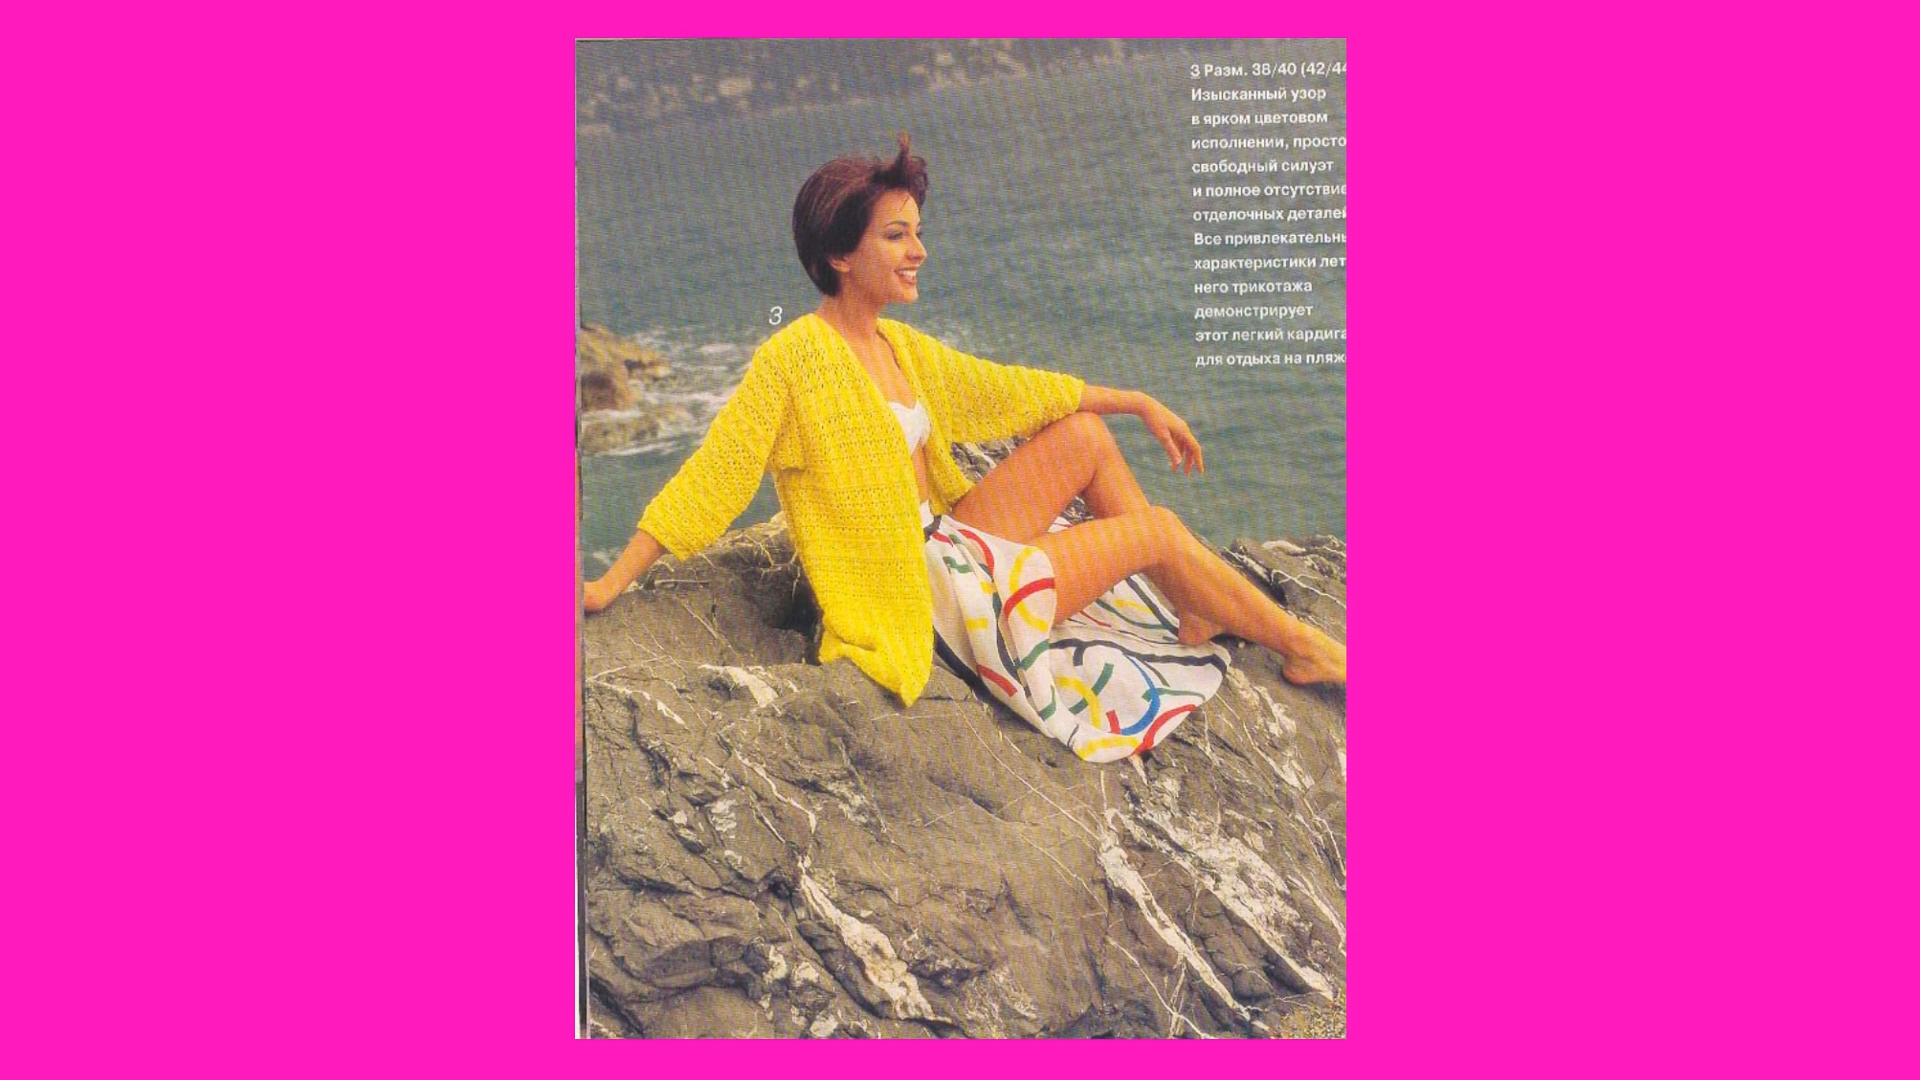 3 Разм. 38/40 (42/44
Изысканный узор
в ярком цветовом
исполнении, просто
свободный силуэт
и полное отсутствие
отделочных деталей
Все привлекательны
характеристики лет
него трикотажа
демонстрирует
этот легкий кардига
для отдыха на пляж
3